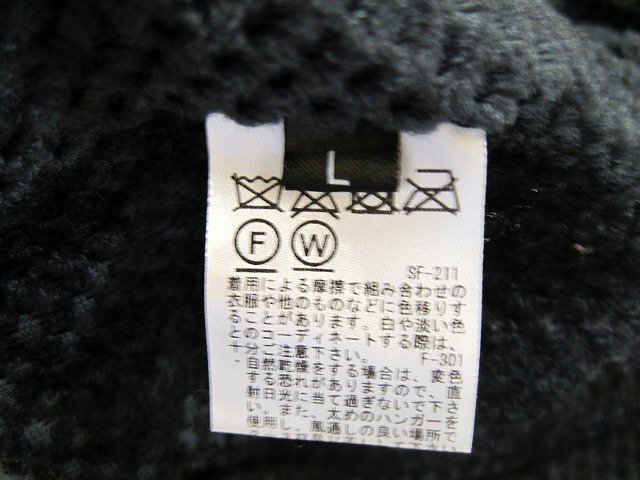 L
F
W
SF-211
着用による摩擦で組み合わせの
衣服や他のものなどに色移りす
ることがあります。白や淡い色
とのコーディネートする際は、
十分ご注意下さい。
F-301
・自然乾燥をする場合は、変色
する恐れがありますので、直
射日光に当て過ぎないで下さ
い。また、太めのハンガーを
使用し、風通しの良い場所で